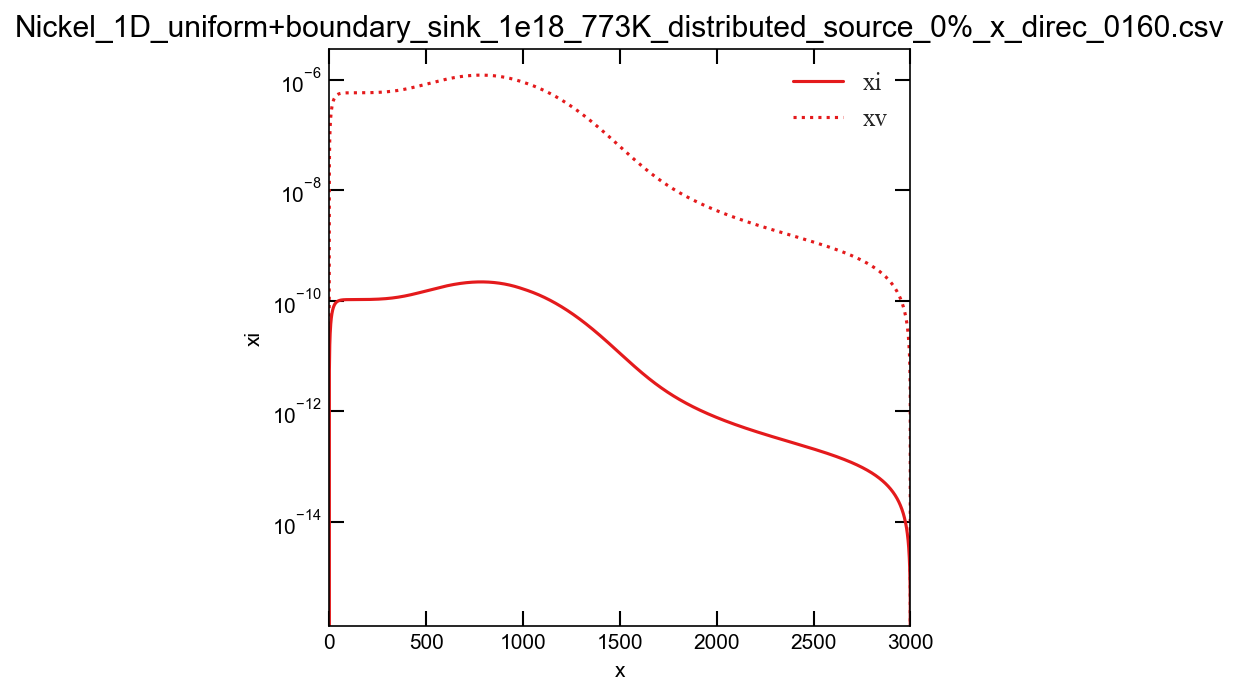 Nickel_1D_uniform+boundary_sink_1e18_773K_distributed_source_0%_x_direc_0160.csv
xi
xv
10⁻⁶
10⁻⁸
10⁻¹⁰
10⁻¹²
10⁻¹⁴
xi
0 500 1000 1500 2000 2500 3000
x